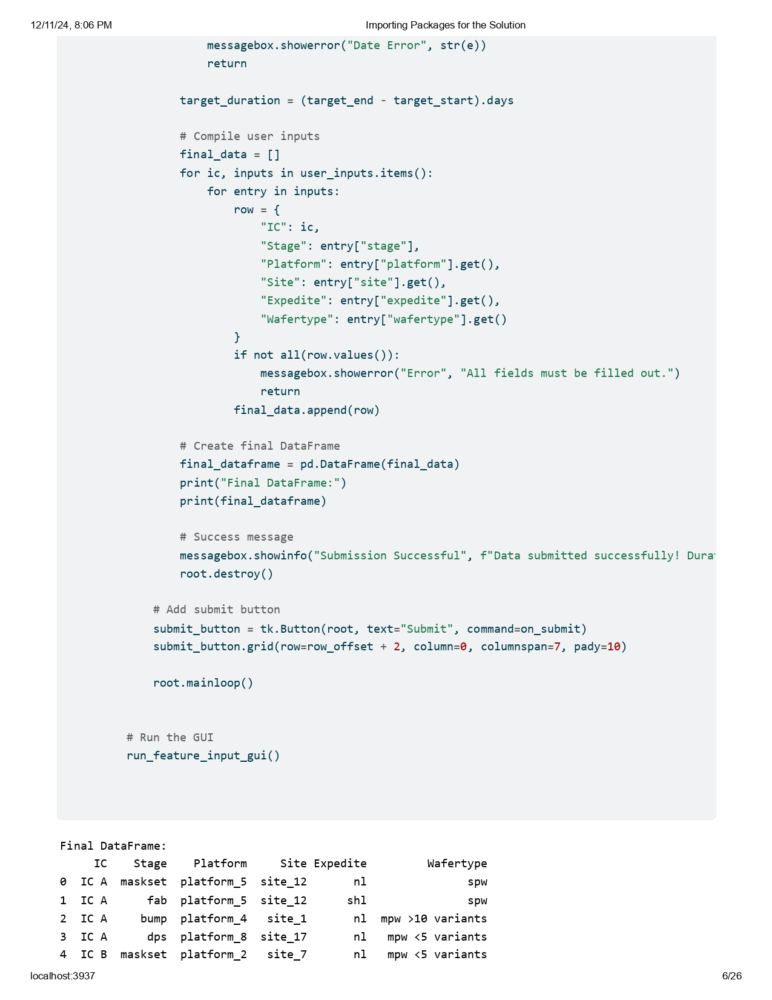 12/11/24, 8:06 PM Importing Packages for the Solution
messagebox.showerror("Date Error", str(e))
return
target_duration = (target_end - target_start).days
# Compile user inputs
final_data = []
for ic, inputs in user_inputs.items():
for entry in inputs:
row = {
"IC": ic,
"Stage": entry["stage"],
"Platform": entry["platform"].get(),
"Site": entry["site"].get(),
"Expedite": entry["expedite"].get(),
"Wafertype": entry["wafertype"].get()
}
if not all(row.values()):
messagebox.showerror("Error", "All fields must be filled out.")
return
final_data.append(row)
# Create final DataFrame
final_dataframe = pd.DataFrame(final_data)
print("Final DataFrame:")
print(final_dataframe)
# Success message
messagebox.showinfo("Submission Successful", f"Data submitted successfully! Dura
root.destroy()
# Add submit button
submit_button = tk.Button(root, text="Submit", command=on_submit)
submit_button.grid(row=row_offset + 2, column=0, columnspan=7, pady=10)
root.mainloop()
# Run the GUI
run_feature_input_gui()
Final DataFrame:
IC Stage Platform Site Expedite Wafertype
0 IC A maskset platform_5 site_12 nl spw
1 IC A fab platform_5 site_12 shl spw
2 IC A bump platform_4 site_1 nl mpw >10 variants
3 IC A dps platform_8 site_17 nl mpw <5 variants
4 IC B maskset platform_2 site_7 nl mpw <5 variants
localhost:3937 6/26